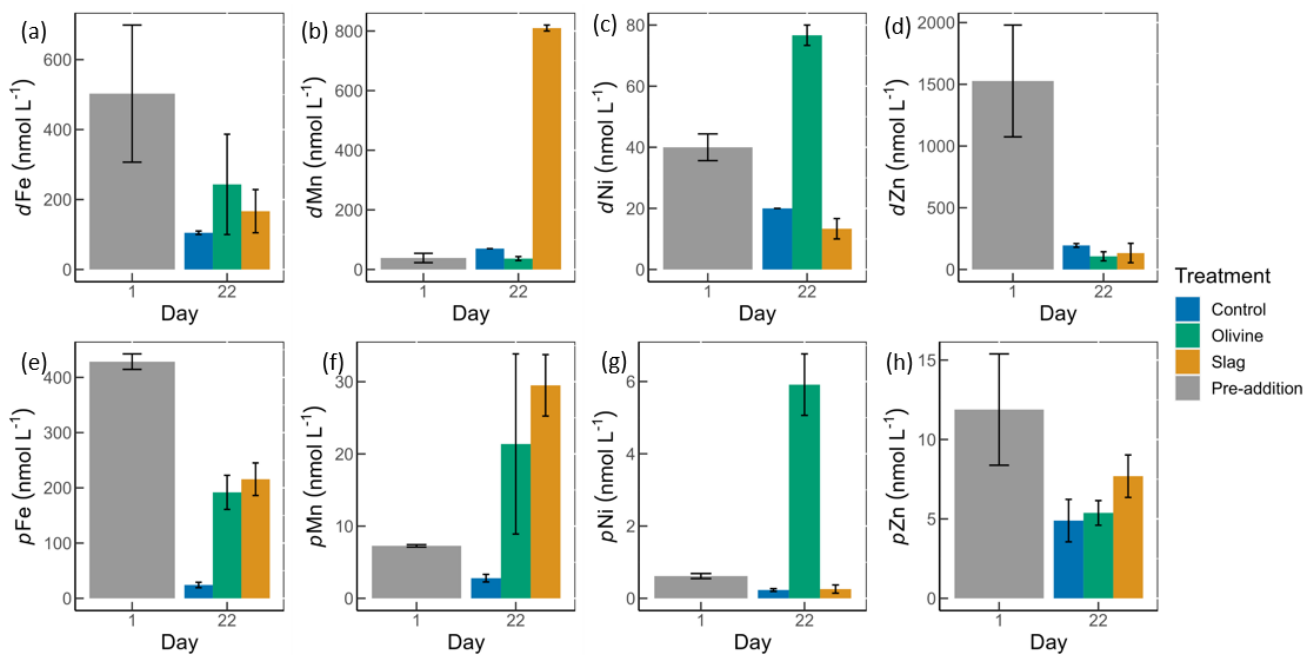 (a)
dFe (nmol L⁻¹)
600
400
200
0
1
22
Day
(b)
dMn (nmol L⁻¹)
800
600
400
200
0
1
22
Day
(c)
dNi (nmol L⁻¹)
80
60
40
20
0
1
22
Day
(d)
dZn (nmol L⁻¹)
2000
1500
1000
500
0
1
22
Day
Treatment
Control
Olivine
Slag
Pre-addition
(e)
pFe (nmol L⁻¹)
400
300
200
100
0
1
22
Day
(f)
pMn (nmol L⁻¹)
30
20
10
0
1
22
Day
(g)
pNi (nmol L⁻¹)
6
4
2
0
1
22
Day
(h)
pZn (nmol L⁻¹)
15
10
5
0
1
22
Day